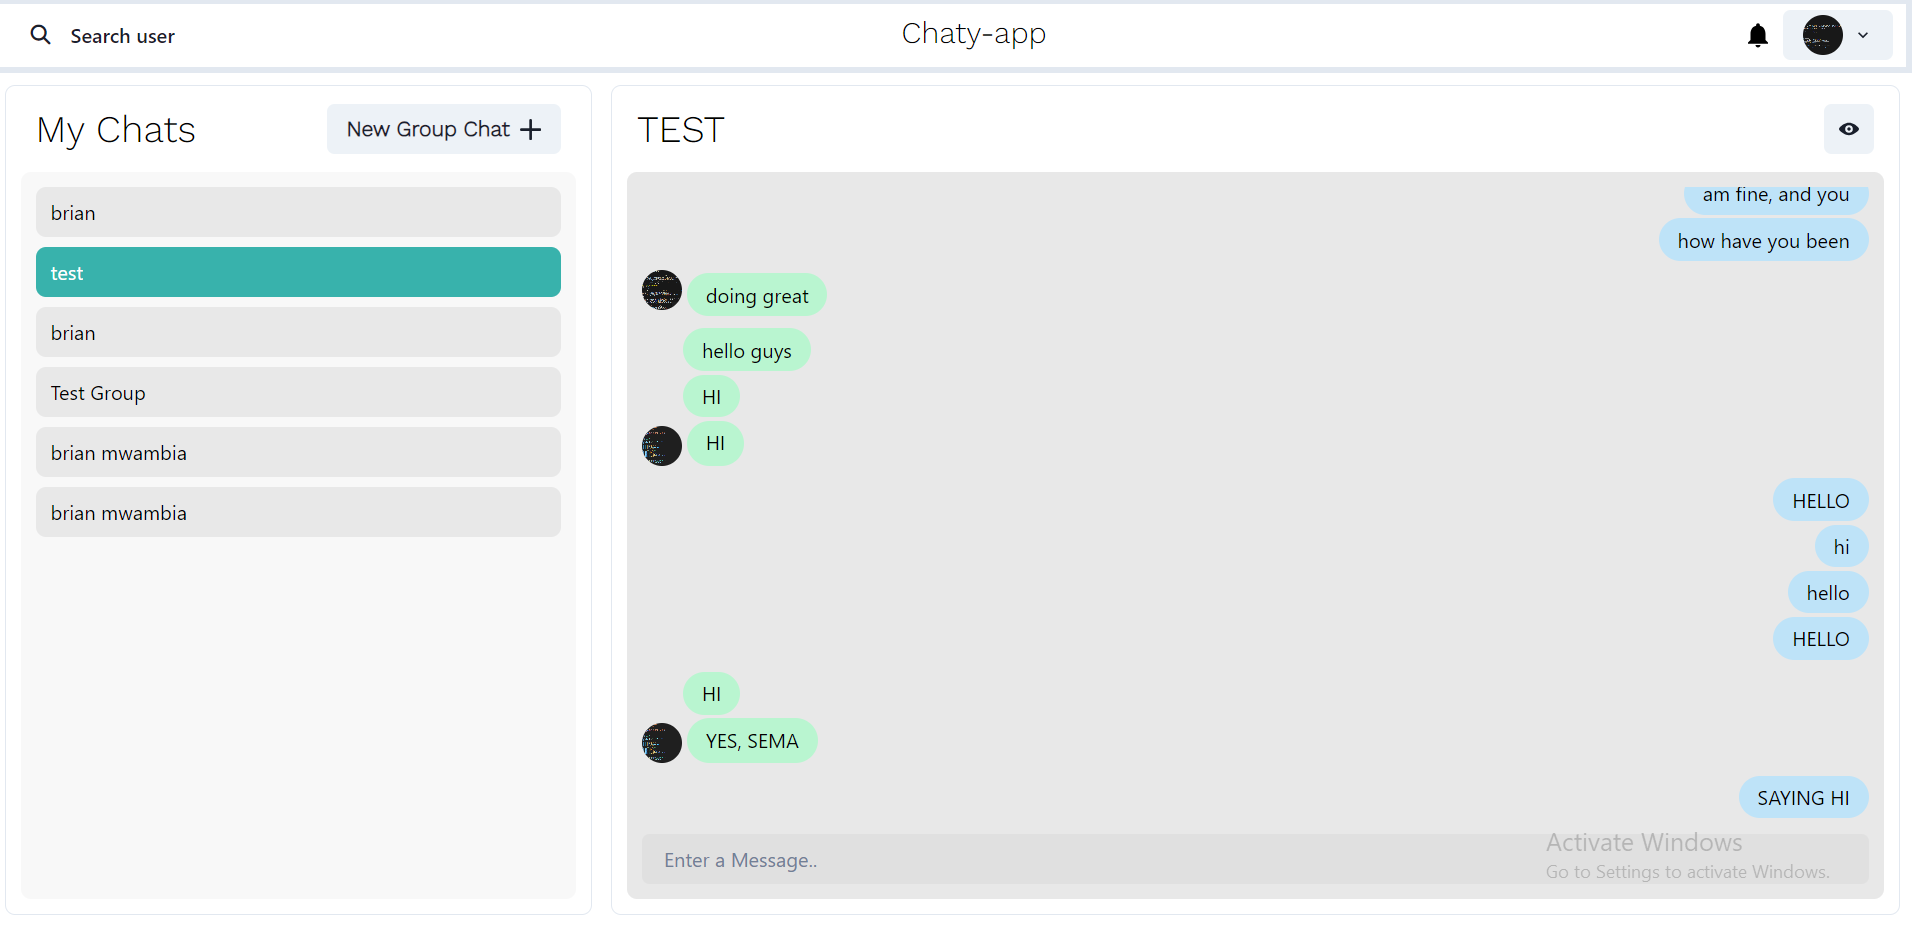 Search user
Chaty-app
My Chats
New Group Chat
brian
test
brian
Test Group
brian mwambia
brian mwambia
TEST
am fine, and you
how have you been
doing great
hello guys
HI
HI
HELLO
hi
hello
HELLO
HI
YES, SEMA
SAYING HI
Enter a Message..
Activate Windows
Go to Settings to activate Windows.